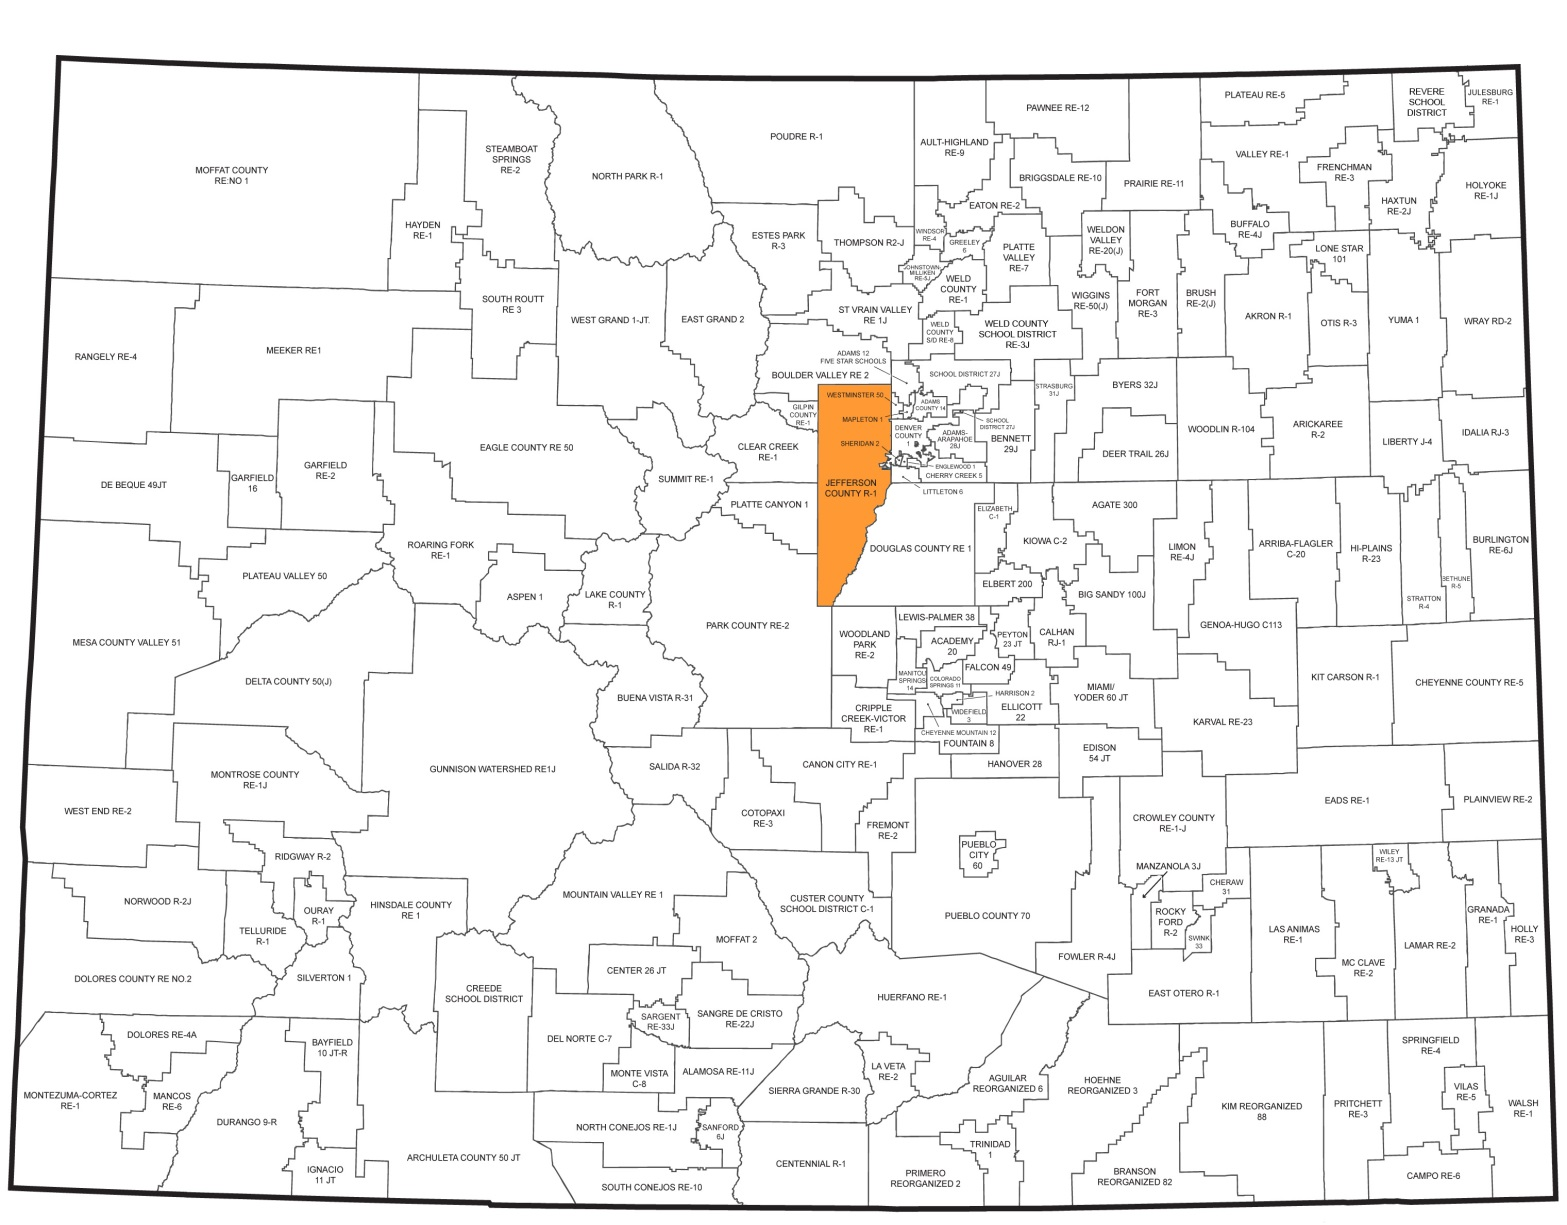 PLATEAU RE-5
REVERE
SCHOOL
DISTRICT
JULESBURG
RE-1
PAWNEE RE-12
POUDRE R-1
AULT-HIGHLAND
RE-9
STEAMBOAT
SPRINGS
RE-2
MOFFAT COUNTY
RE:NO 1
NORTH PARK R-1
BRIGGSDALE RE-10
PRAIRIE RE-11
VALLEY RE-1
FRENCHMAN
RE-3
HOLYOKE
RE-1J
HAXTUN
RE-2J
EATON RE-2
HAYDEN
RE-1
ESTES PARK
R-3
THOMPSON R2-J
WINDSOR
RE-4
GREELEY
6
PLATTE
VALLEY
RE-7
WELDON
VALLEY
RE-20(J)
BUFFALO
RE-4J
LONE STAR
101
JOHNSTOWN-
MILLIKEN
RE-5J
WELD
COUNTY
RE-1
SOUTH ROUTT
RE 3
WEST GRAND 1-JT.
EAST GRAND 2
ST VRAIN VALLEY
RE 1J
WIGGINS
RE-50(J)
FORT
MORGAN
RE-3
BRUSH
RE-2(J)
AKRON R-1
OTIS R-3
YUMA 1
WRAY RD-2
WELD
COUNTY
S/D RE-8
WELD COUNTY
SCHOOL DISTRICT
RE-3J
RANGELY RE-4
MEEKER RE1
ADAMS 12
FIVE STAR SCHOOLS
BOULDER VALLEY RE 2
SCHOOL DISTRICT 27J
STRASBURG
31J
BYERS 32J
WESTMINSTER 50
ADAMS
COUNTY 14
GILPIN
COUNTY
RE-1
MAPLETON 1
SCHOOL
DISTRICT 27J
DENVER
COUNTY
1
ADAMS-
ARAPAHOE
28J
BENNETT
29J
WOODLIN R-104
ARICKAREE
R-2
LIBERTY J-4
IDALIA RJ-3
EAGLE COUNTY RE 50
CLEAR CREEK
RE-1
SHERIDAN 2
DEER TRAIL 26J
ENGLEWOOD 1
CHERRY CREEK 5
GARFIELD
RE-2
GARFIELD
16
DE BEQUE 49JT
SUMMIT RE-1
JEFFERSON
COUNTY R-1
LITTLETON 6
PLATTE CANYON 1
ELIZABETH
C-1
AGATE 300
ROARING FORK
RE-1
DOUGLAS COUNTY RE 1
KIOWA C-2
LIMON
RE-4J
ARRIBA-FLAGLER
C-20
HI-PLAINS
R-23
BURLINGTON
RE-6J
PLATEAU VALLEY 50
ELBERT 200
BETHUNE
R-5
ASPEN 1
LAKE COUNTY
R-1
BIG SANDY 100J
STRATTON
R-4
MESA COUNTY VALLEY 51
PARK COUNTY RE-2
LEWIS-PALMER 38
GENOA-HUGO C113
WOODLAND
PARK
RE-2
ACADEMY
20
PEYTON
23 JT
CALHAN
RJ-1
FALCON 49
MANITOU
SPRINGS
14
COLORADO
SPRINGS 11
DELTA COUNTY 50(J)
KIT CARSON R-1
CHEYENNE COUNTY RE-5
BUENA VISTA R-31
HARRISON 2
MIAMI/
YODER 60 JT
CRIPPLE
CREEK-VICTOR
RE-1
WIDEFIELD
3
ELLICOTT
22
KARVAL RE-23
CHEYENNE MOUNTAIN 12
FOUNTAIN 8
EDISON
54 JT
HANOVER 28
MONTROSE COUNTY
RE-1J
GUNNISON WATERSHED RE1J
SALIDA R-32
CANON CITY RE-1
WEST END RE-2
COTOPAXI
RE-3
FREMONT
RE-2
CROWLEY COUNTY
RE-1-J
EADS RE-1
PLAINVIEW RE-2
PUEBLO
CITY
60
RIDGWAY R-2
MANZANOLA 3J
WILEY
RE-13 JT
CHERAW
31
NORWOOD R-2J
OURAY
R-1
HINSDALE COUNTY
RE 1
MOUNTAIN VALLEY RE 1
CUSTER COUNTY
SCHOOL DISTRICT C-1
PUEBLO COUNTY 70
ROCKY
FORD
R-2
GRANADA
RE-1
TELLURIDE
R-1
MOFFAT 2
SWINK
33
LAS ANIMAS
RE-1
LAMAR RE-2
HOLLY
RE-3
FOWLER R-4J
MC CLAVE
RE-2
DOLORES COUNTY RE NO.2
SILVERTON 1
CENTER 26 JT
CREEDE
SCHOOL DISTRICT
HUERFANO RE-1
EAST OTERO R-1
SARGENT
RE-33J
SANGRE DE CRISTO
RE-22J
DOLORES RE-4A
BAYFIELD
10 JT-R
DEL NORTE C-7
SPRINGFIELD
RE-4
MONTE VISTA
C-8
ALAMOSA RE-11J
LA VETA
RE-2
SIERRA GRANDE R-30
AGUILAR
REORGANIZED 6
HOEHNE
REORGANIZED 3
MONTEZUMA-CORTEZ
RE-1
MANCOS
RE-6
VILAS
RE-5
KIM REORGANIZED
88
PRITCHETT
RE-3
WALSH
RE-1
DURANGO 9-R
NORTH CONEJOS RE-1J
SANFORD
6J
TRINIDAD
1
ARCHULETA COUNTY 50 JT
IGNACIO
11 JT
CENTENNIAL R-1
PRIMERO
REORGANIZED 2
BRANSON
REORGANIZED 82
CAMPO RE-6
SOUTH CONEJOS RE-10